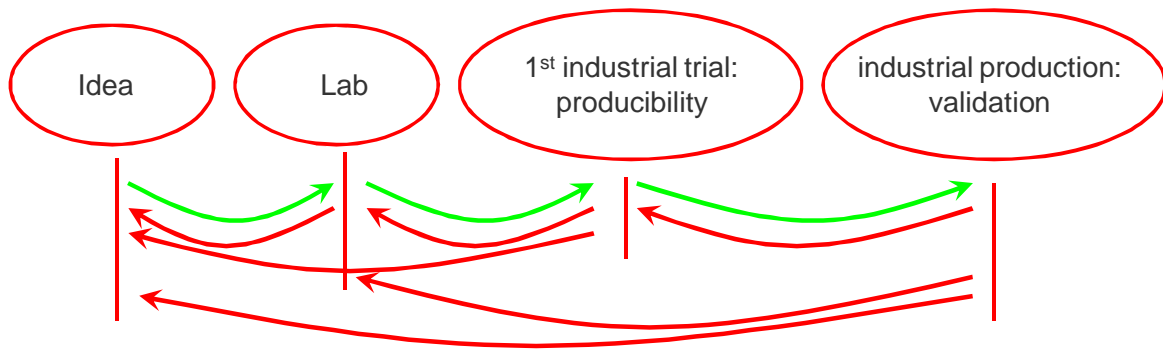 Idea
Lab
1st industrial trial:
producibility
industrial production:
validation